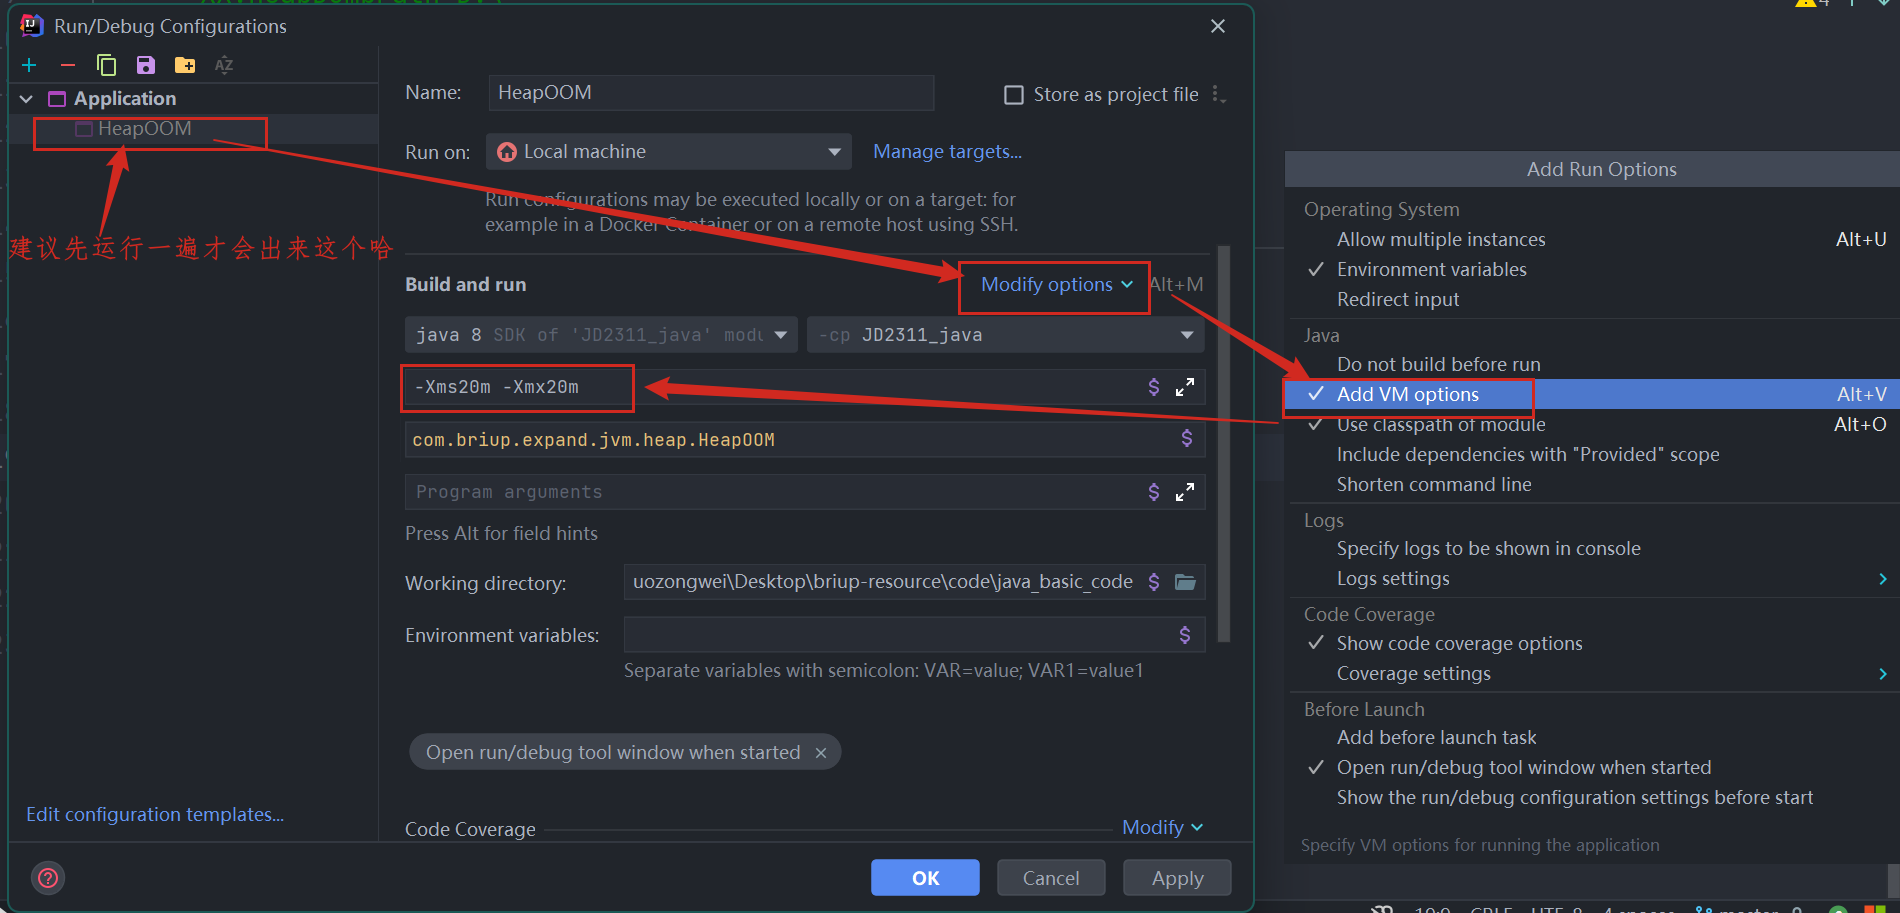 Run/Debug Configurations
Application
HeapOOM
建议先运行一遍才会出来这个哈
Edit configuration templates...
Name:
HeapOOM
Store as project file
Run on:
Local machine
Manage targets...
Run configurations may be executed locally or on a target: for
example in a Docker Container or on a remote host using SSH.
Build and run
Modify options
Alt+M
java 8 SDK of 'JD2311_java' modu
-cp JD2311_java
-Xms20m -Xmx20m
com.briup.expand.jvm.heap.HeapOOM
Program arguments
Press Alt for field hints
Working directory:
uozongwei\Desktop\briup-resource\code\java_basic_code
Environment variables:
Separate variables with semicolon: VAR=value; VAR1=value1
Open run/debug tool window when started
Code Coverage
Modify
OK
Cancel
Apply
Add Run Options
Operating System
Allow multiple instances Alt+U
Environment variables
Redirect input
Java
Do not build before run
Add VM options Alt+V
Use classpath of module Alt+O
Include dependencies with "Provided" scope
Shorten command line
Logs
Specify logs to be shown in console
Logs settings
Code Coverage
Show code coverage options
Coverage settings
Before Launch
Add before launch task
Open run/debug tool window when started
Show the run/debug configuration settings before start
Specify VM options for running the application